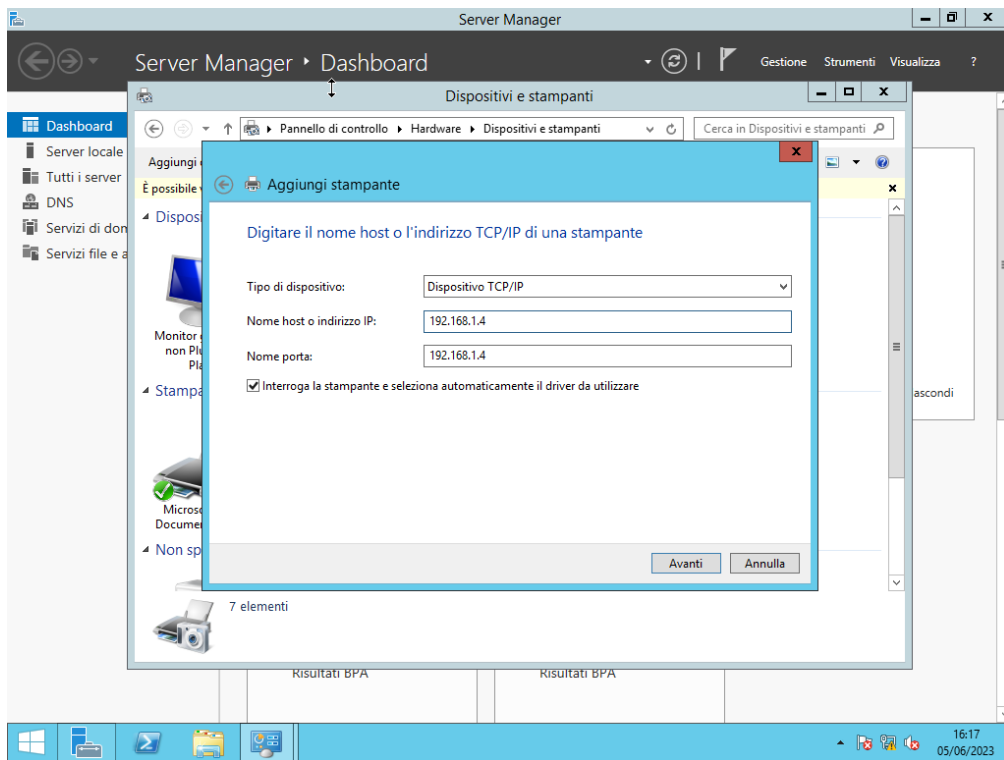 Server Manager
Server Manager • Dashboard
Gestione Strumenti Visualizza ?
Dispositivi e stampanti
Dashboard
Server locale
Tutti i server
DNS
Servizi di dom
Servizi file e a
Pannello di controllo Hardware Dispositivi e stampanti
Cerca in Dispositivi e stampanti
Aggiungi
È possibile
Disposi
Monitor
non Plu
Pla
Stampa
Micros
Docume
Non sp
7 elementi
Aggiungi stampante
Digitare il nome host o l'indirizzo TCP/IP di una stampante
Tipo di dispositivo: Dispositivo TCP/IP
Nome host o indirizzo IP: 192.168.1.4
Nome porta: 192.168.1.4
Interroga la stampante e seleziona automaticamente il driver da utilizzare
Avanti Annulla
ascondi
Risultati BPA Risultati BPA
16:17
05/06/2023